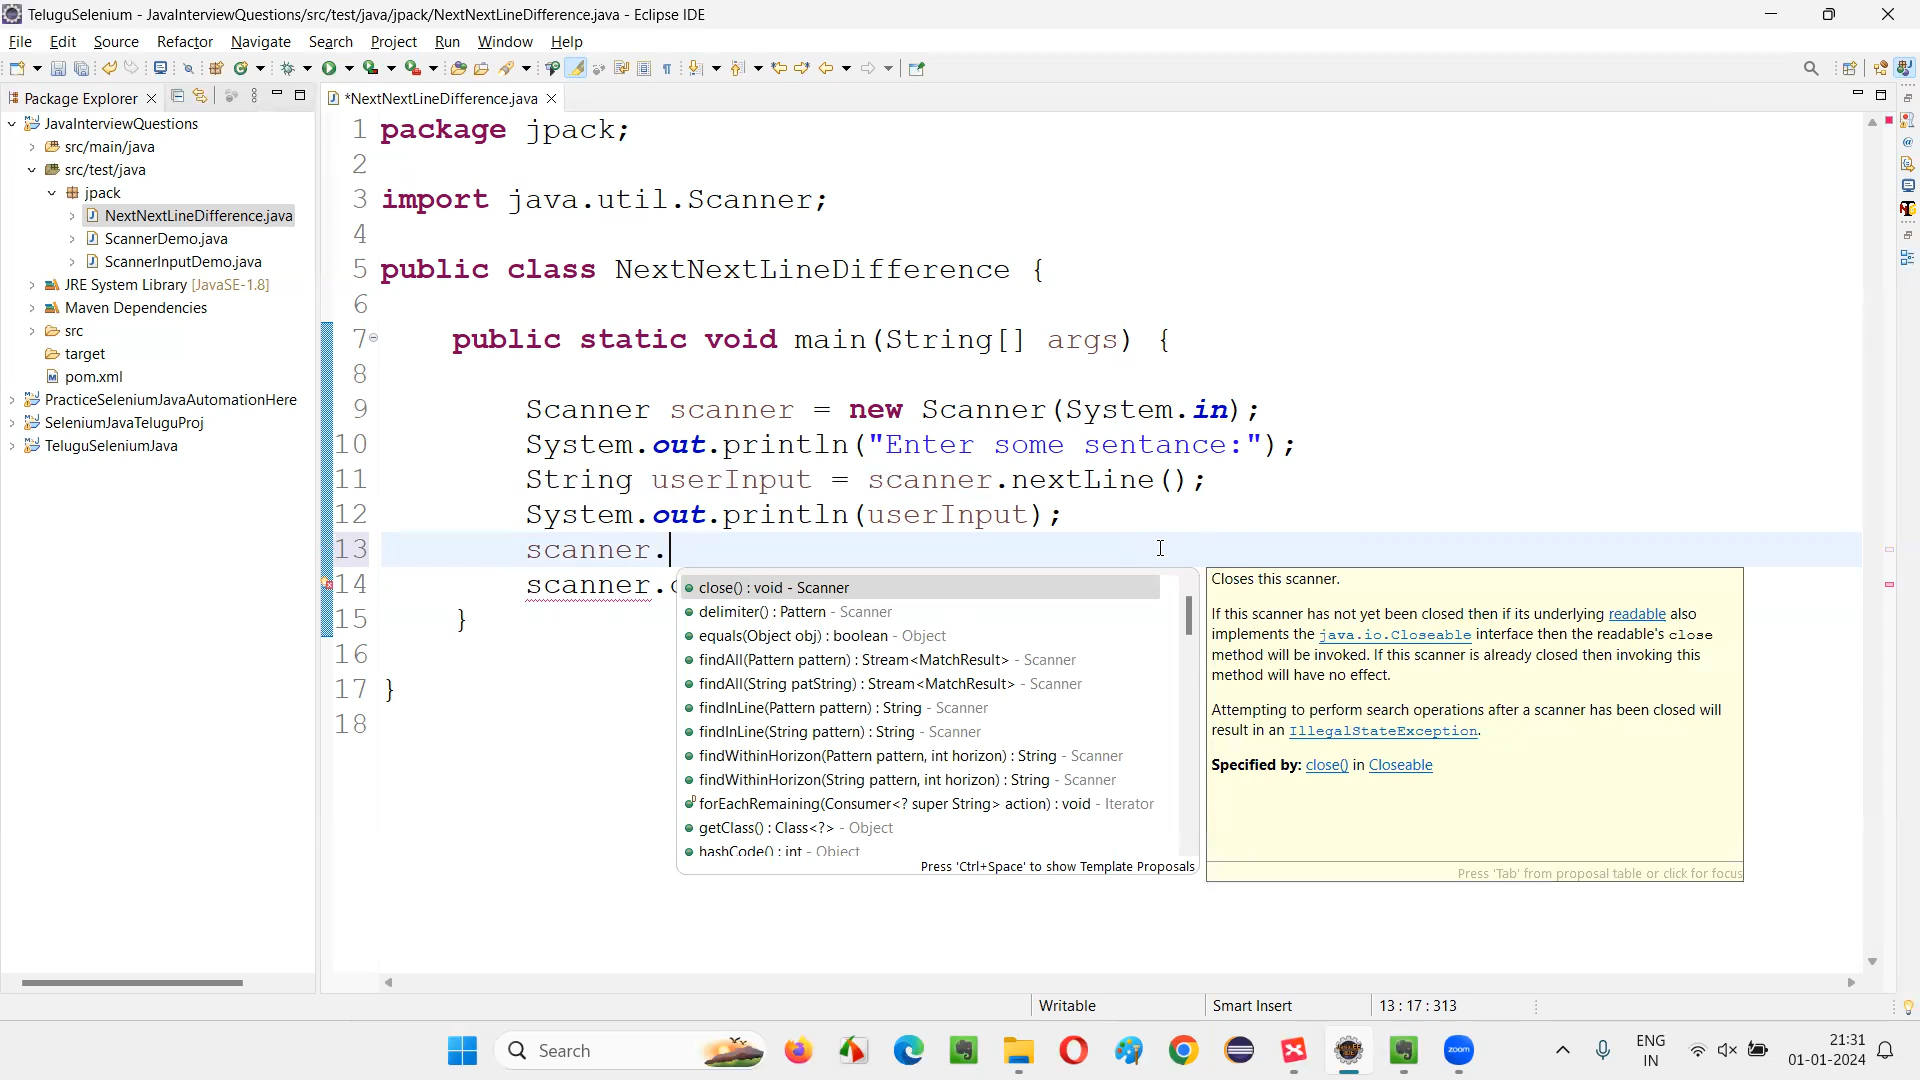 TeluguSelenium - JavaInterviewQuestions/src/test/java/jpack/NextNextLineDifference.java - Eclipse IDE
File Edit Source Refactor Navigate Search Project Run Window Help
Package Explorer
*NextNextLineDifference.java
JavaInterviewQuestions
src/main/java
src/test/java
jpack
NextNextLineDifference.java
ScannerDemo.java
ScannerInputDemo.java
JRE System Library [JavaSE-1.8]
Maven Dependencies
src
target
pom.xml
PracticeSeleniumJavaAutomationHere
SeleniumJavaTeluguProj
TeluguSeleniumJava
1 package jpack;
2
3 import java.util.Scanner;
4
5 public class NextNextLineDifference {
6
7 public static void main(String[] args) {
8
9 Scanner scanner = new Scanner(System.in);
10 System.out.println("Enter some sentance:");
11 String userInput = scanner.nextLine();
12 System.out.println(userInput);
13 scanner.
14 scanner.
15 }
16
17 }
18
close() : void - Scanner
delimiter() : Pattern - Scanner
equals(Object obj) : boolean - Object
findAll(Pattern pattern) : Stream<MatchResult> - Scanner
findAll(String patString) : Stream<MatchResult> - Scanner
findInLine(Pattern pattern) : String - Scanner
findInLine(String pattern) : String - Scanner
findWithinHorizon(Pattern pattern, int horizon) : String - Scanner
findWithinHorizon(String pattern, int horizon) : String - Scanner
forEachRemaining(Consumer<? super String> action) : void - Iterator
getClass() : Class<?> - Object
hashCode() : int - Object
Press 'Ctrl+Space' to show Template Proposals
Closes this scanner.
If this scanner has not yet been closed then if its underlying readable also
implements the java.io.Closeable interface then the readable's close
method will be invoked. If this scanner is already closed then invoking this
method will have no effect.
Attempting to perform search operations after a scanner has been closed will
result in an IllegalStateException.
Specified by: close() in Closeable
Press 'Tab' from proposal table or click for focus
Writable
Smart Insert
13 : 17 : 313
Search
zoom
ENG
IN
21:31
01-01-2024